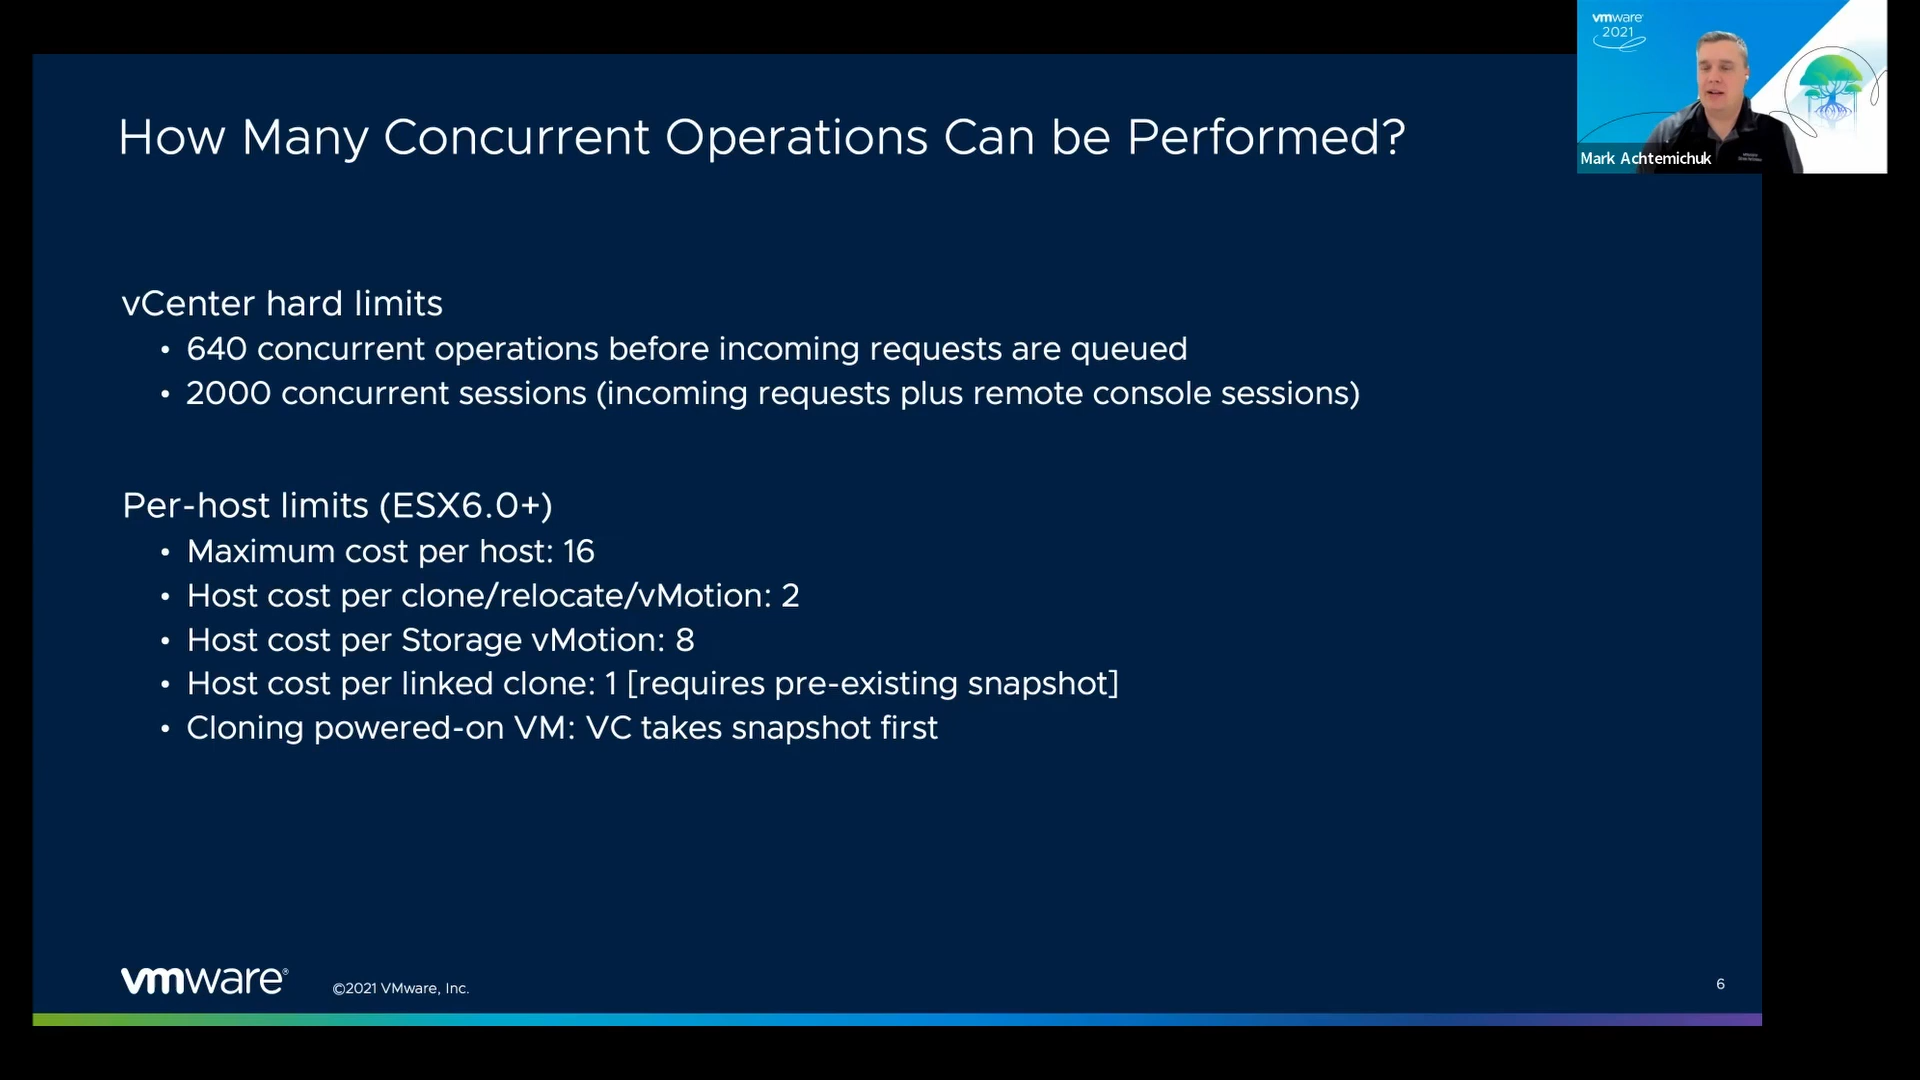 vmware
2021
Mark Achtemichuk
How Many Concurrent Operations Can be Performed?
vCenter hard limits
• 640 concurrent operations before incoming requests are queued
• 2000 concurrent sessions (incoming requests plus remote console sessions)
Per-host limits (ESX6.0+)
• Maximum cost per host: 16
• Host cost per clone/relocate/vMotion: 2
• Host cost per Storage vMotion: 8
• Host cost per linked clone: 1 [requires pre-existing snapshot]
• Cloning powered-on VM: VC takes snapshot first
vmware®
©2021 VMware, Inc.
6